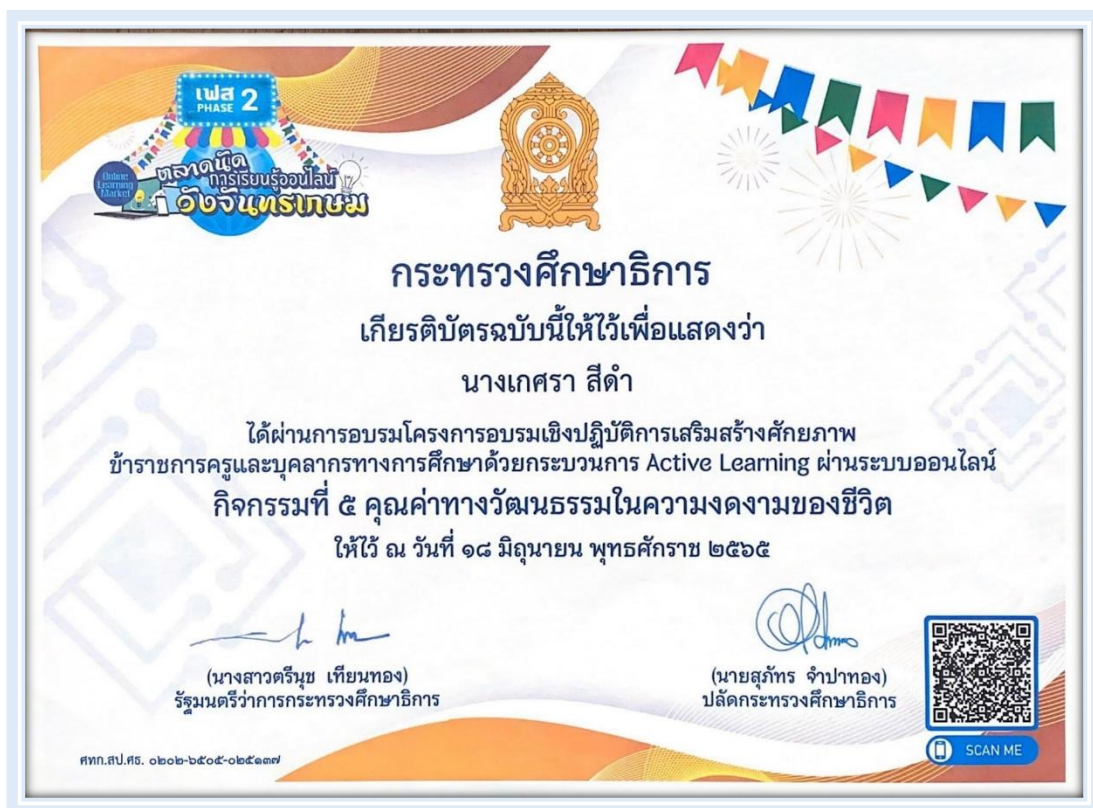 เฟส 2
PHASE
Online
Learning
Market
ตลาดนัด
การเรียนรู้ออนไลน์
วังจันทรเกษม
กระทรวงศึกษาธิการ
เกียรติบัตรฉบับนี้ให้ไว้เพื่อแสดงว่า
นางเกศรา สีดำ
ได้ผ่านการอบรมโครงการอบรมเชิงปฏิบัติการเสริมสร้างศักยภาพ
ข้าราชการครูและบุคลากรทางการศึกษาด้วยกระบวนการ Active Learning ผ่านระบบออนไลน์
กิจกรรมที่ ๕ คุณค่าทางวัฒนธรรมในความงดงามของชีวิต
ให้ไว้ ณ วันที่ ๑๘ มิถุนายน พุทธศักราช ๒๕๖๕
(นางสาวตรีนุช เทียนทอง)
รัฐมนตรีว่าการกระทรวงศึกษาธิการ
(นายสุภัทร จำปาทอง)
ปลัดกระทรวงศึกษาธิการ
SCAN ME
ศทก.สป.ศธ. ๐๒๐๒-๖๕๐๕-๐๒๕๑๓๗